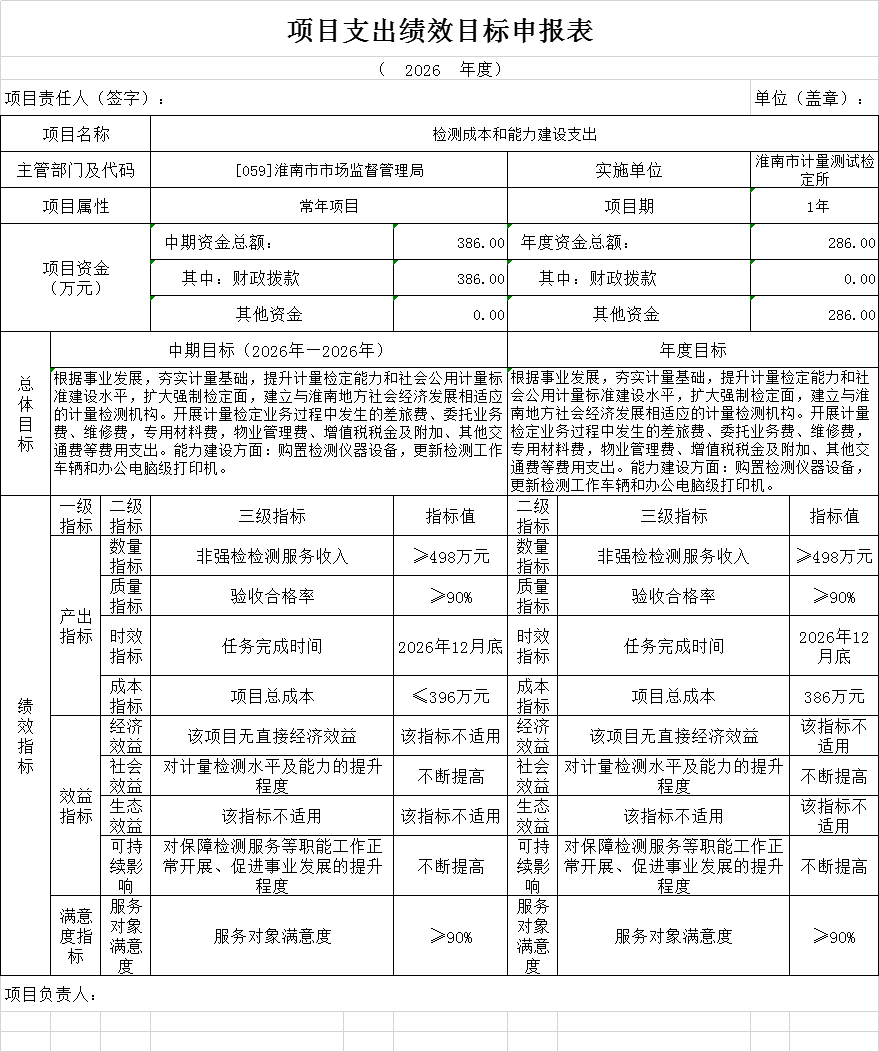 项目支出绩效目标申报表
（ 2026 年度）
项目责任人（签字）： 单位（盖章）：
项目名称 检测成本和能力建设支出
主管部门及代码 [059]淮南市市场监督管理局 实施单位 淮南市计量测试检
定所
项目属性 常年项目 项目期 1年
项目资金
（万元）
中期资金总额： 386.00 年度资金总额： 286.00
其中：财政拨款 386.00 其中：财政拨款 0.00
其他资金 0.00 其他资金 286.00
总
体
目
标
中期目标（2026年—2026年） 年度目标
根据事业发展，夯实计量基础，提升计量检定能力和社会公用计量标
准建设水平，扩大强制检定面，建立与淮南地方社会经济发展相适应
的计量检测机构。开展计量检定业务过程中发生的差旅费、委托业务
费、维修费，专用材料费，物业管理费、增值税税金及附加、其他交
通费等费用支出。能力建设方面：购置检测仪器设备，更新检测工作
车辆和办公电脑级打印机。
根据事业发展，夯实计量基础，提升计量检定能力和社
会公用计量标准建设水平，扩大强制检定面，建立与淮
南地方社会经济发展相适应的计量检测机构。开展计量
检定业务过程中发生的差旅费、委托业务费、维修费，
专用材料费，物业管理费、增值税税金及附加、其他交
通费等费用支出。能力建设方面：购置检测仪器设备，
更新检测工作车辆和办公电脑级打印机。
绩
效
指
标
一级
指标
二级
指标
三级指标 指标值
二级
指标
三级指标 指标值
产出
指标
数量
指标
非强检检测服务收入 ≥498万元
数量
指标
非强检检测服务收入 ≥498万元
质量
指标
验收合格率 ≥90%
质量
指标
验收合格率 ≥90%
时效
指标
任务完成时间 2026年12月底
时效
指标
任务完成时间
2026年12
月底
成本
指标
项目总成本 ≤396万元
成本
指标
项目总成本 386万元
效益
指标
经济
效益
该项目无直接经济效益 该指标不适用
经济
效益
该项目无直接经济效益
该指标不
适用
社会
效益
对计量检测水平及能力的提升
程度
不断提高
社会
效益
对计量检测水平及能力的提升
程度
不断提高
生态
效益
该指标不适用 该指标不适用
生态
效益
该指标不适用
该指标不
适用
可持
续影
响
对保障检测服务等职能工作正
常开展、促进事业发展的提升
程度
不断提高
可持
续影
响
对保障检测服务等职能工作正
常开展、促进事业发展的提升
程度
不断提高
满意
度指
标
服务
对象
满意
度
服务对象满意度 ≥90%
服务
对象
满意
度
服务对象满意度 ≥90%
项目负责人：